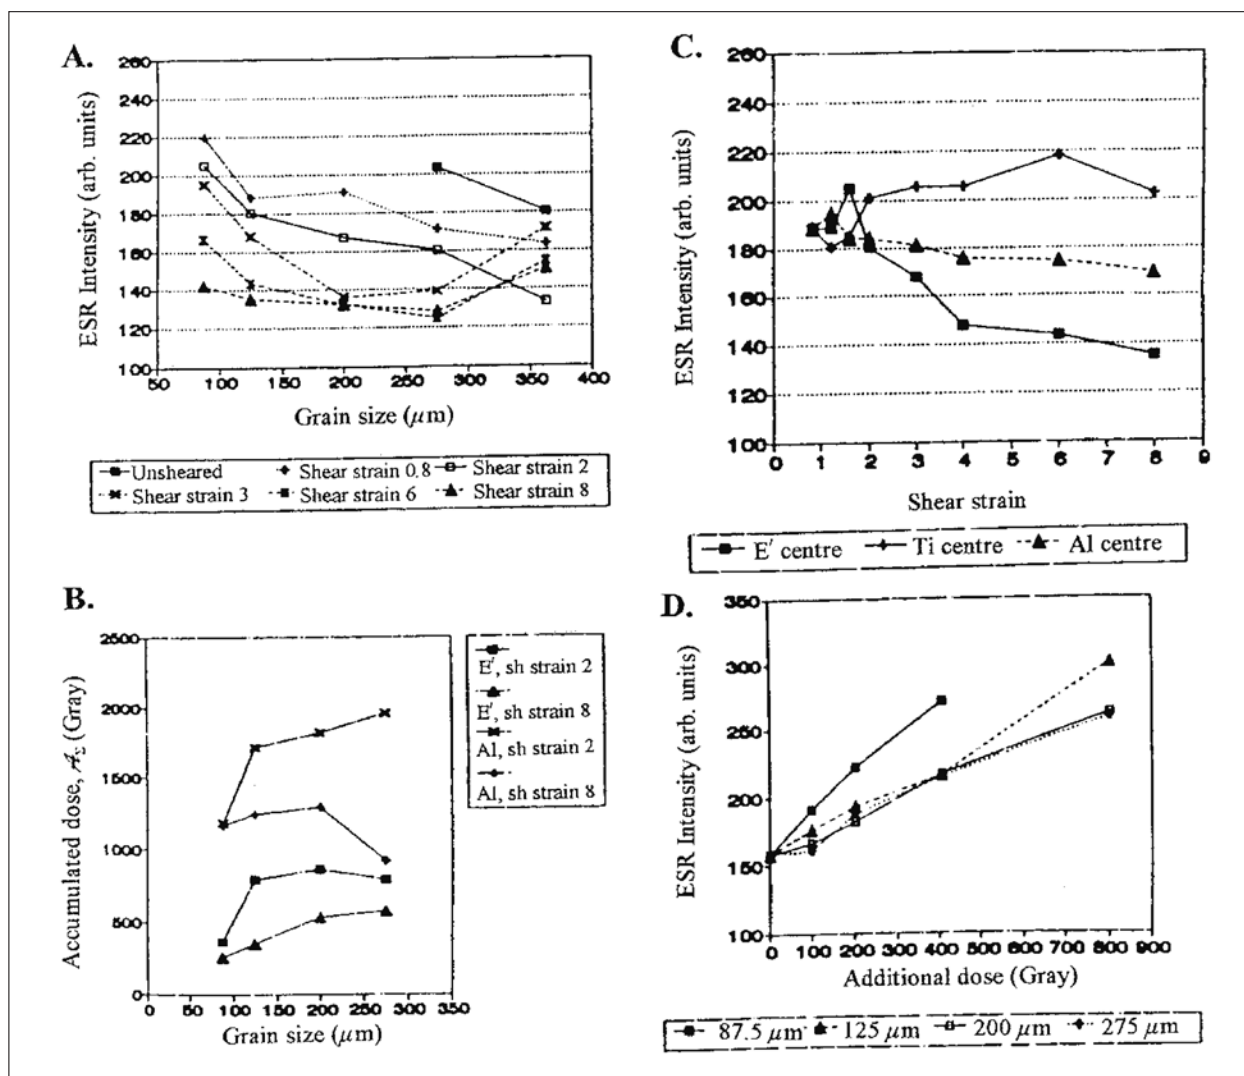 A.
260
240
220
200
180
160
140
120
100
50 100 150 200 250 300 350 400
ESR Intensity (arb. units)
Grain size (μm)
Unsheared Shear strain 0.8 Shear strain 2
Shear strain 3 Shear strain 6 Shear strain 8
C.
260
240
220
200
180
160
140
120
100
0 1 2 3 4 5 6 7 8 9
ESR Intensity (arb. units)
Shear strain
E′ centre Ti centre Al centre
B.
2500
2000
1500
1000
500
0
0 50 100 150 200 250 300 350
Accumulated dose, 𝒜Σ (Gray)
Grain size (μm)
E′, sh strain 2
E′, sh strain 8
Al, sh strain 2
Al, sh strain 8
D.
350
300
250
200
150
100
0 100 200 300 400 500 600 700 800 900
ESR Intensity (arb. units)
Additional dose (Gray)
87.5 μm 125 μm 200 μm 275 μm